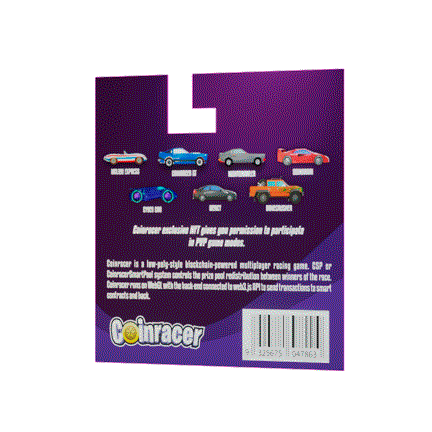 Coinracer exclusive NFT gives you permission to participate
in PVP game modes.
Coinracer is a low-poly-style blockchain-powered multiplayer racing game. CSP or
CoinracerSmartPool system controls the prize pool redistribution between winners of the race.
Coinracer runs on WebGL with the back-end connected to web3.js API to send transactions to smart
contracts and back.
Coinracer
9 325675 047863